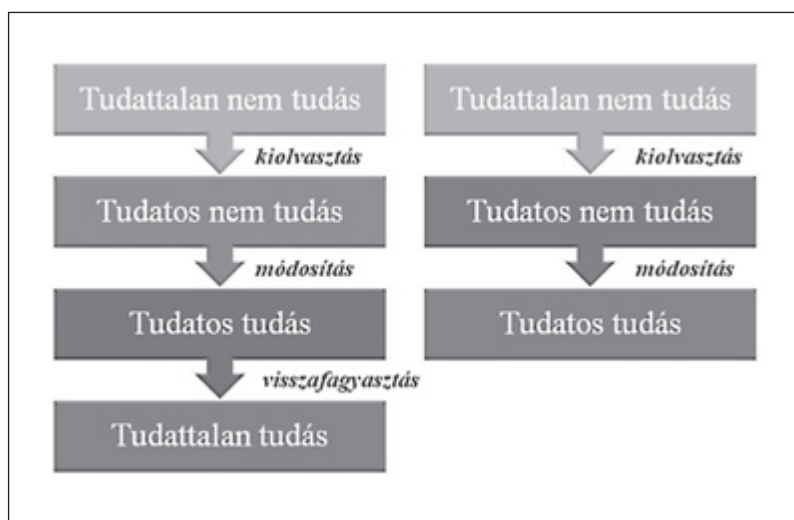 Tudattalan nem tudás
kiolvasztás
Tudatos nem tudás
módosítás
Tudatos tudás
visszafagyasztás
Tudattalan tudás
Tudattalan nem tudás
kiolvasztás
Tudatos nem tudás
módosítás
Tudatos tudás